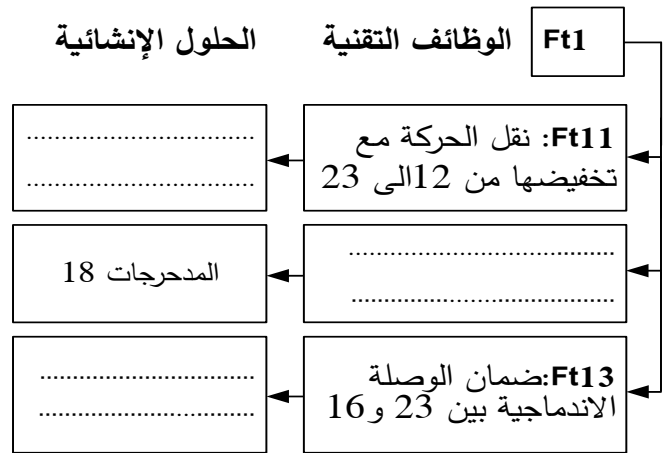 Ft1 الوظائف التقنية الحلول الإنشائية
Ft11: نقل الحركة مع
تخفيضها من 12الى 23
................................
................................
......................................
......................................
المدحرجات 18
Ft13:ضمان الوصلة
الاندماجية بين 23 و16
...............................
...............................